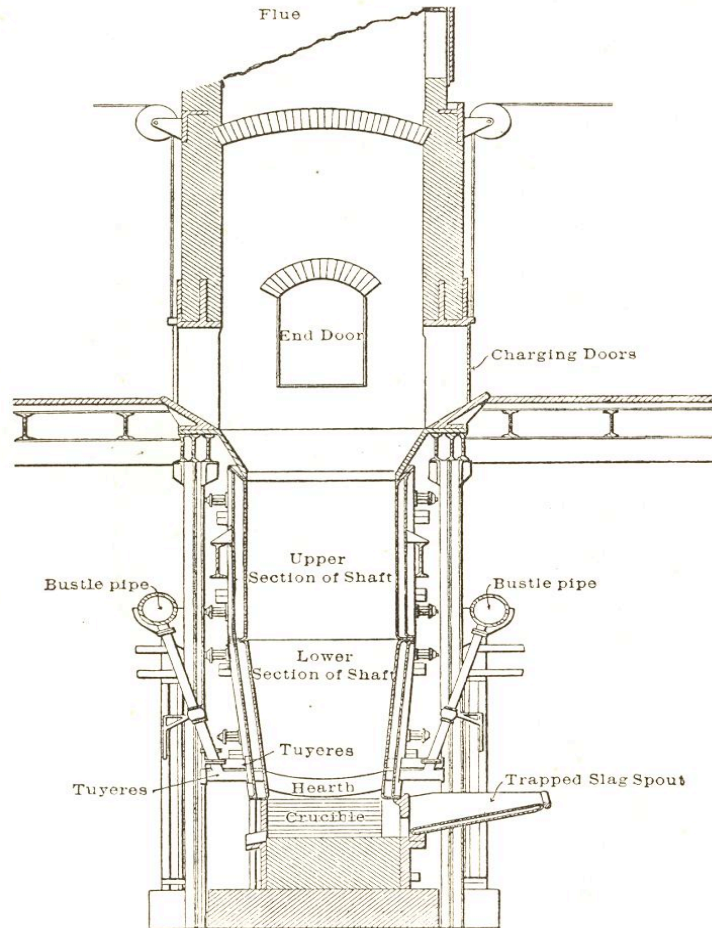 Flue
End Door
Charging Doors
Upper
Section of Shaft
Bustle pipe
Bustle pipe
Lower
Section of Shaft
Tuyeres
Tuyeres
Hearth
Trapped Slag Spout
Crucible